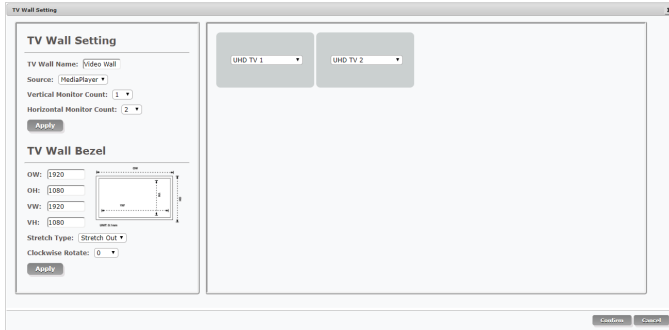 TV Wall Setting
TV Wall Setting
TV Wall Name: Video Wall
Source: MediaPlayer
Vertical Monitor Count: 1
Horizontal Monitor Count: 2
Apply
TV Wall Bezel
OW: 1920
OH: 1080
VW: 1920
VH: 1080
Stretch Type: Stretch Out
Clockwise Rotate: 0
Apply
UHD TV 1
UHD TV 2
Confirm
Cancel